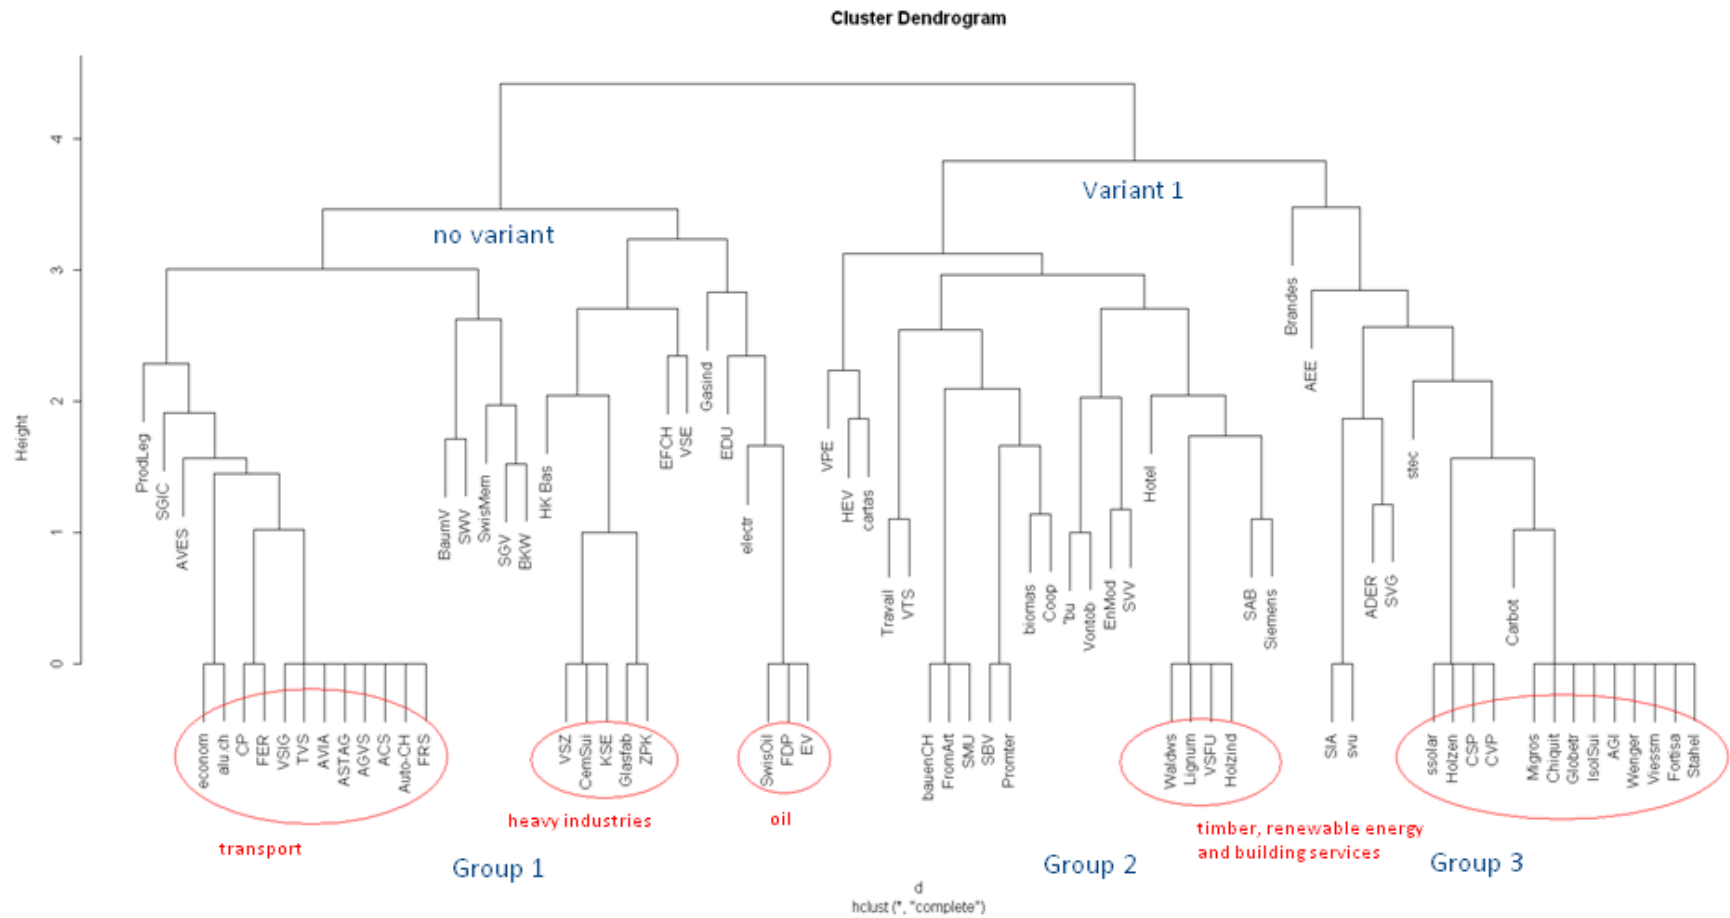 Cluster Dendrogram
Height
4
3
2
1
0
no variant
Variant 1
ProdLeg
SGIC
AVES
econom
alu.ch
CP
FER
VSIG
TVS
AVIA
ASTAG
AGVS
ACS
Auto-CH
FRS
BaumV
SWV
SwisMem
SGV
BKW
HK Bas
VSZ
CemSui
KSE
Glasfab
ZPK
EFCH
VSE
Gasind
EDU
electr
SwisOil
FDP
EV
VPE
HEV
cartas
Travail
VTS
bauenCH
FromArt
SMU
SBV
Promter
biomas
Coop
"bu
Vontob
EnMod
SVV
Hotel
Waldws
Lignum
VSFU
Holzind
SAB
Siemens
Brandes
AEE
SIA
svu
ADER
SVG
stec
ssolar
Holzen
CSP
CVP
Carbot
Migros
Chiquit
Globetr
IsolSui
AGI
Wenger
Viessm
Fortisa
Stahel
transport
heavy industries
oil
timber, renewable energy
and building services
Group 1
Group 2
Group 3
d
hclust (*, "complete")